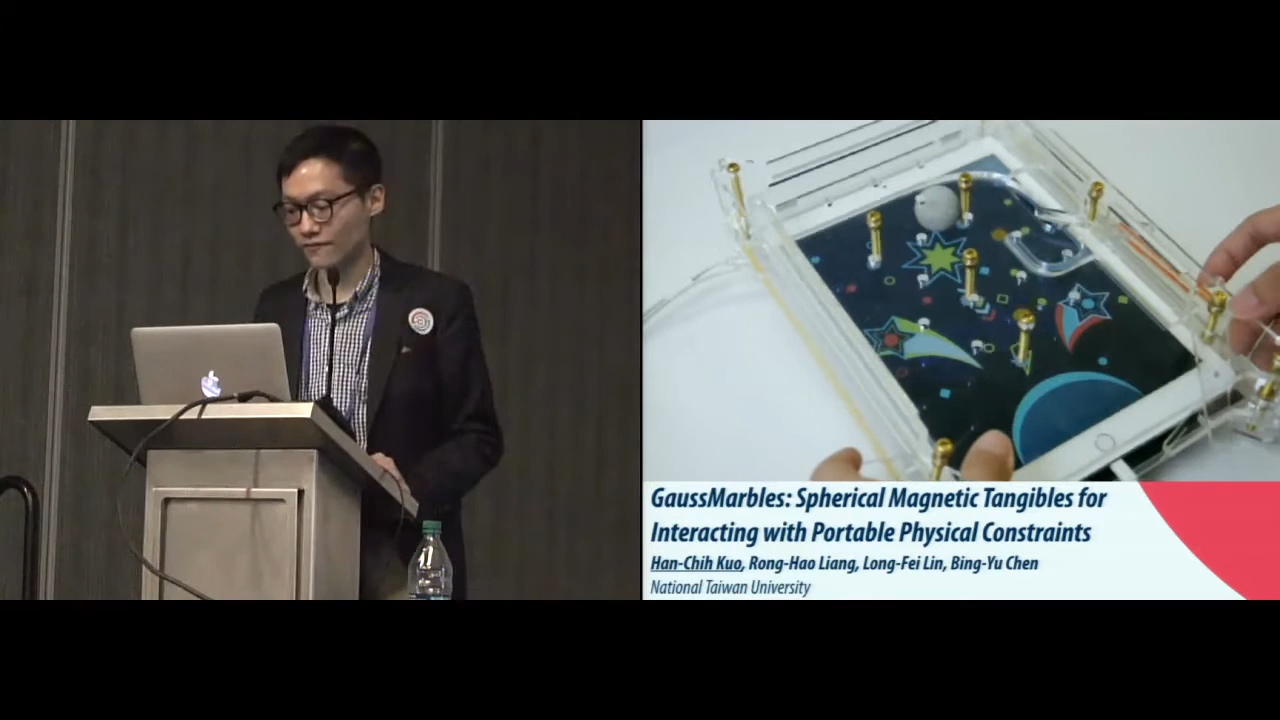 GaussMarbles: Spherical Magnetic Tangibles for
Interacting with Portable Physical Constraints
Han-Chih Kuo, Rong-Hao Liang, Long-Fei Lin, Bing-Yu Chen
National Taiwan University